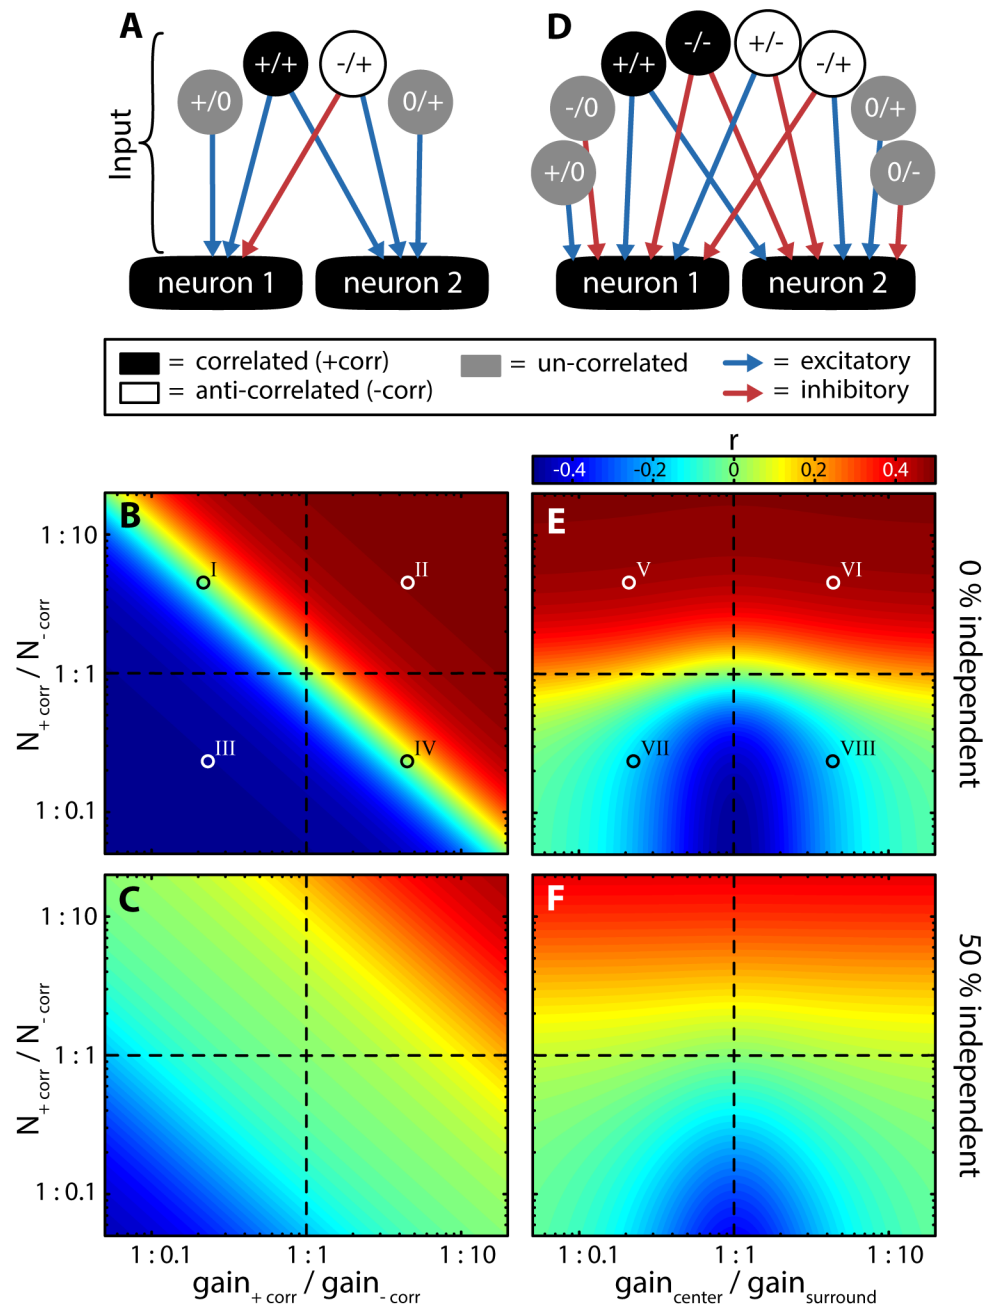 A
D
Input
+/0
+/+
-/+
0/+
neuron 1
neuron 2
-/0
+/0
+/+
-/-
+/-
-/+
0/+
0/-
neuron 1
neuron 2
= correlated (+corr)
= anti-correlated (-corr)
= un-correlated
= excitatory
= inhibitory
r
-0.4
-0.2
0
0.2
0.4
B
I
II
III
IV
1:10
1:1
1:0.1
N+corr / N-corr
E
V
VI
VII
VIII
0 % independent
C
1:10
1:1
1:0.1
N+corr / N-corr
1:0.1
1:1
1:10
gain+corr / gain-corr
F
1:0.1
1:1
1:10
gaincenter / gainsurround
50 % independent